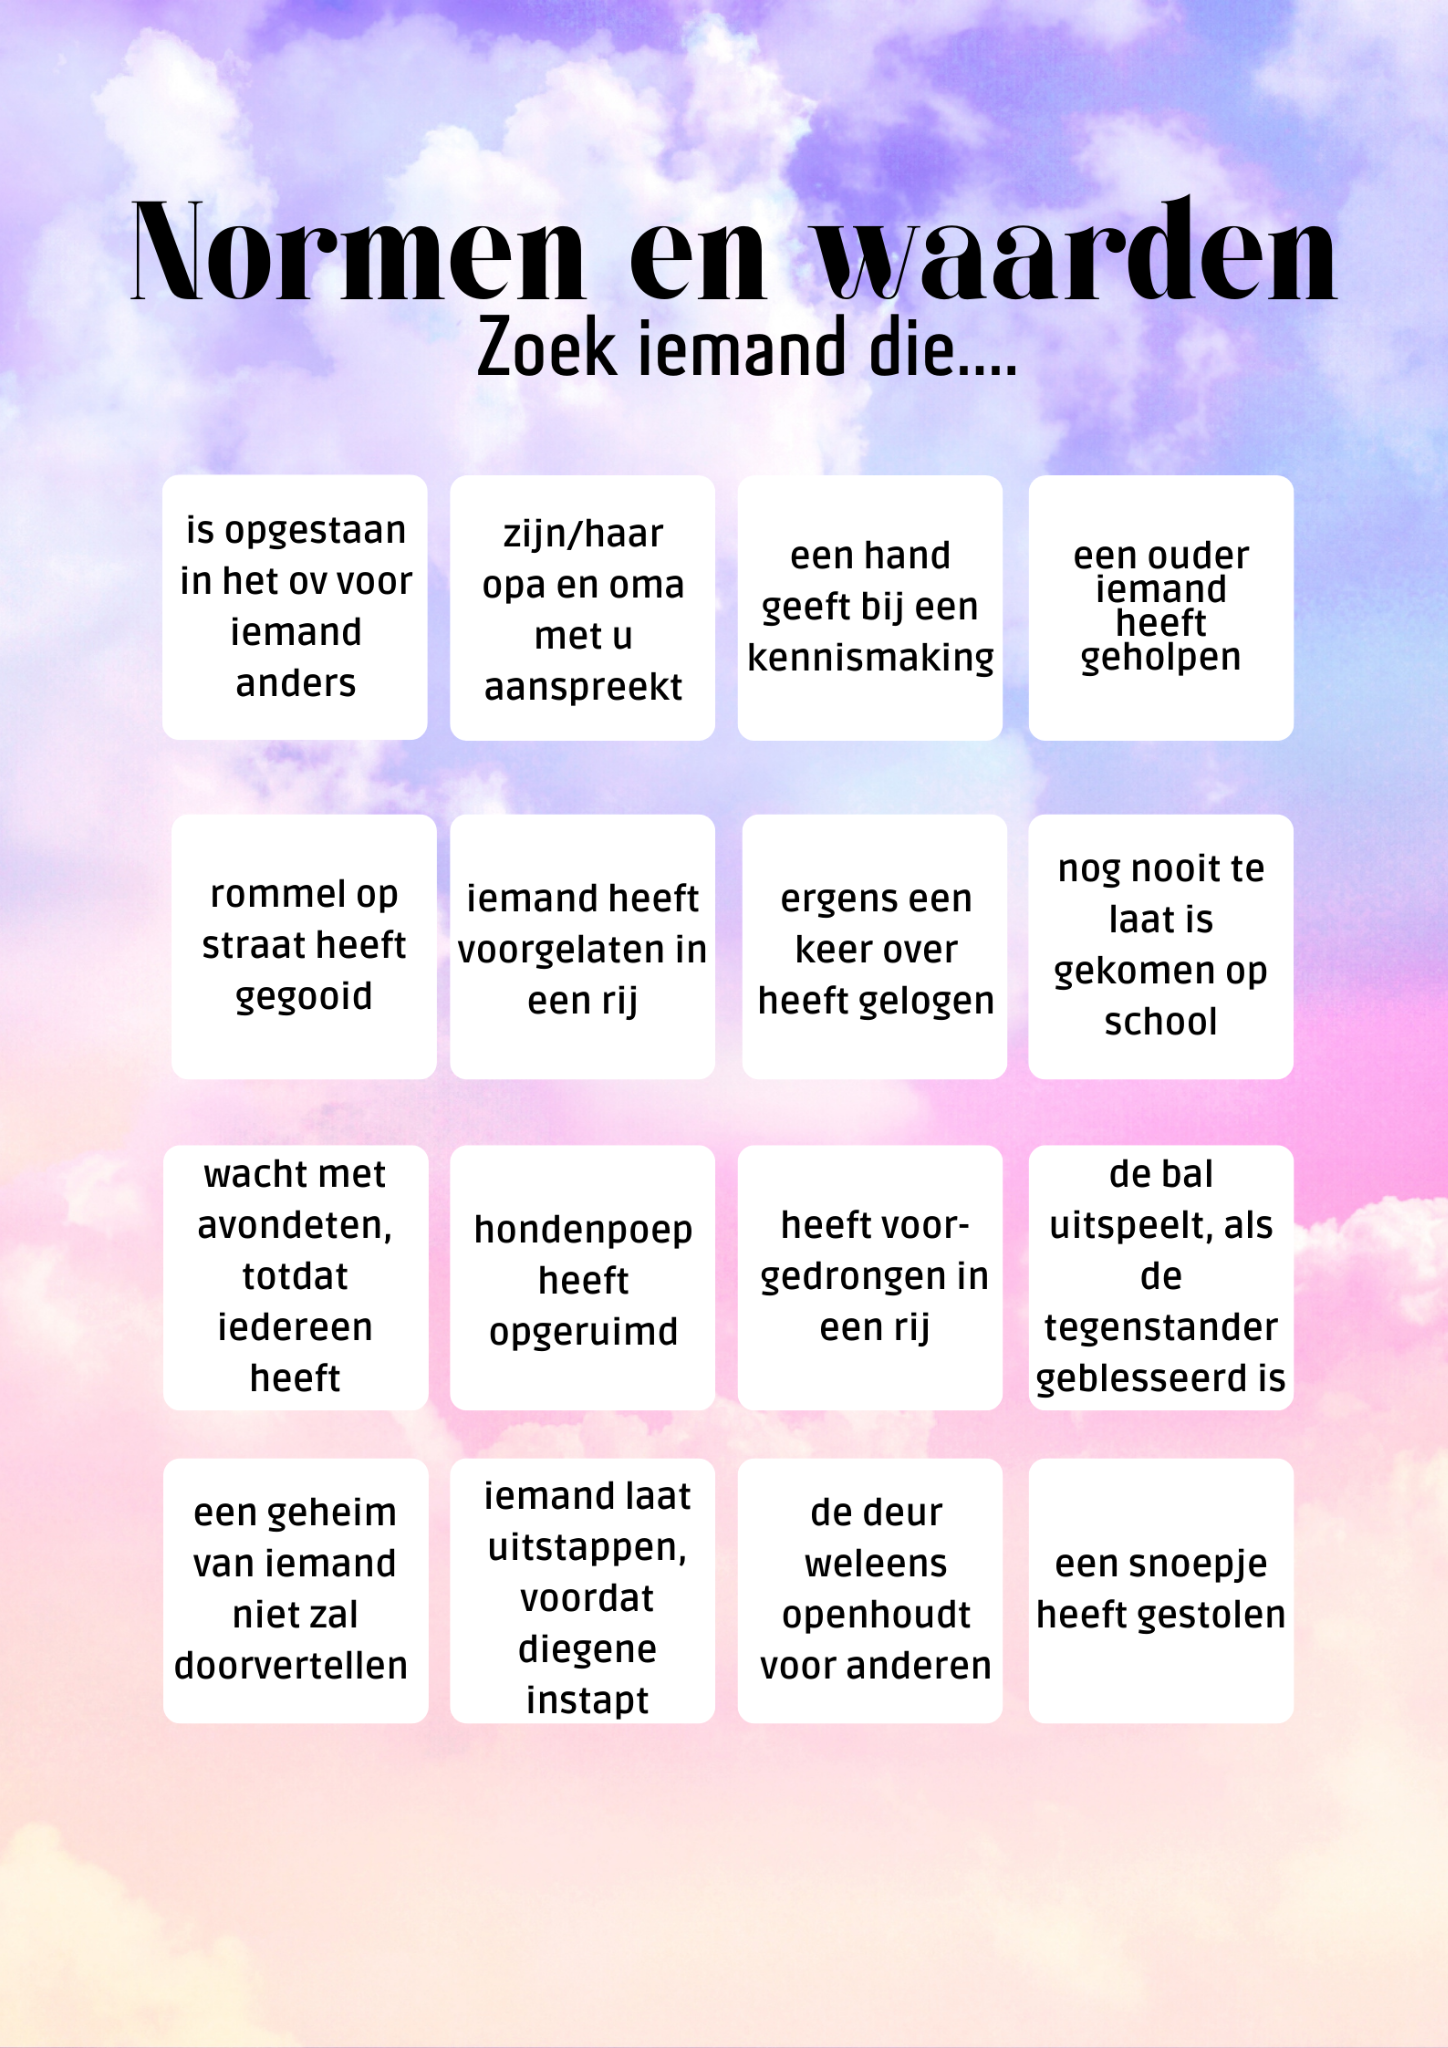 Normen en waarden
Zoek iemand die....
is opgestaan
in het ov voor
iemand
anders
zijn/haar
opa en oma
met u
aanspreekt
een hand
geeft bij een
kennismaking
een ouder
iemand
heeft
geholpen
rommel op
straat heeft
gegooid
iemand heeft
voorgelaten in
een rij
ergens een
keer over
heeft gelogen
nog nooit te
laat is
gekomen op
school
wacht met
avondeten,
totdat
iedereen
heeft
hondenpoep
heeft
opgeruimd
heeft voor-
gedrongen in
een rij
de bal
uitspeelt, als
de
tegenstander
geblesseerd is
een geheim
van iemand
niet zal
doorvertellen
iemand laat
uitstappen,
voordat
diegene
instapt
de deur
weleens
openhoudt
voor anderen
een snoepje
heeft gestolen